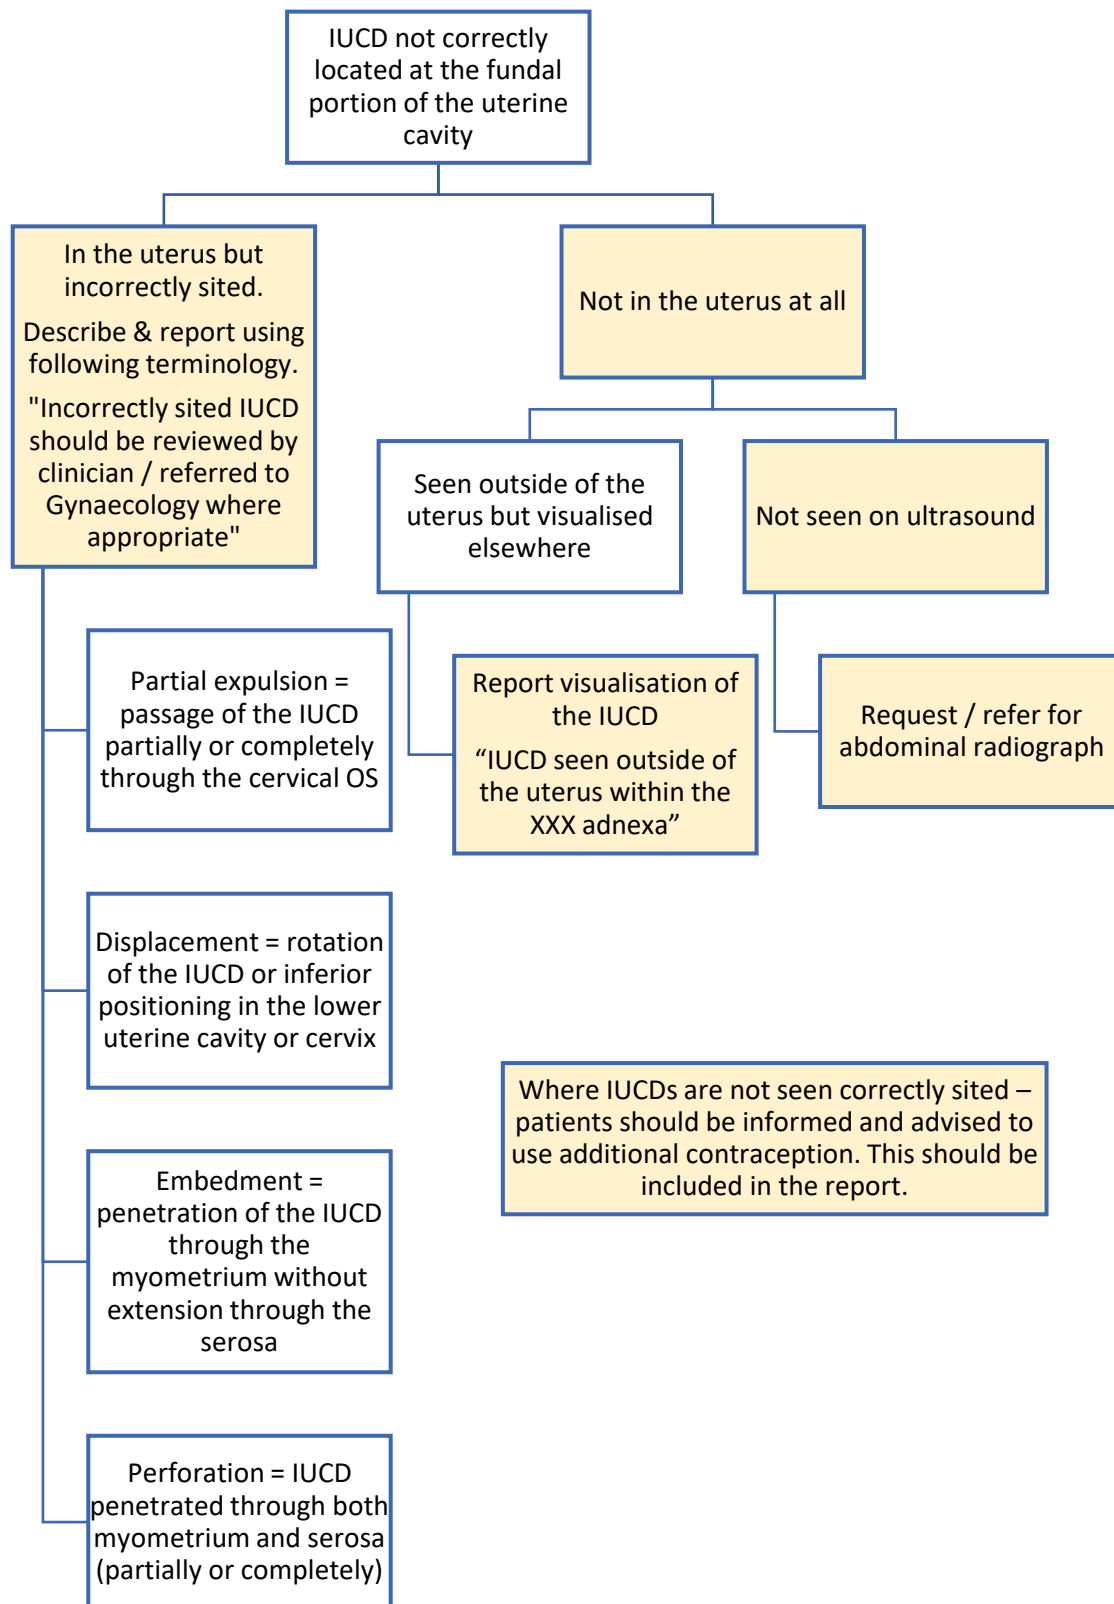 IUCD not correctly
located at the fundal
portion of the uterine
cavity
In the uterus but
incorrectly sited.
Describe & report using
following terminology.
"Incorrectly sited IUCD
should be reviewed by
clinician / referred to
Gynaecology where
appropriate"
Not in the uterus at all
Seen outside of the
uterus but visualised
elsewhere
Not seen on ultrasound
Partial expulsion =
passage of the IUCD
partially or completely
through the cervical OS
Report visualisation of
the IUCD
“IUCD seen outside of
the uterus within the
XXX adnexa”
Request / refer for
abdominal radiograph
Displacement = rotation
of the IUCD or inferior
positioning in the lower
uterine cavity or cervix
Where IUCDs are not seen correctly sited –
patients should be informed and advised to
use additional contraception. This should be
included in the report.
Embedment =
penetration of the IUCD
through the
myometrium without
extension through the
serosa
Perforation = IUCD
penetrated through both
myometrium and serosa
(partially or completely)